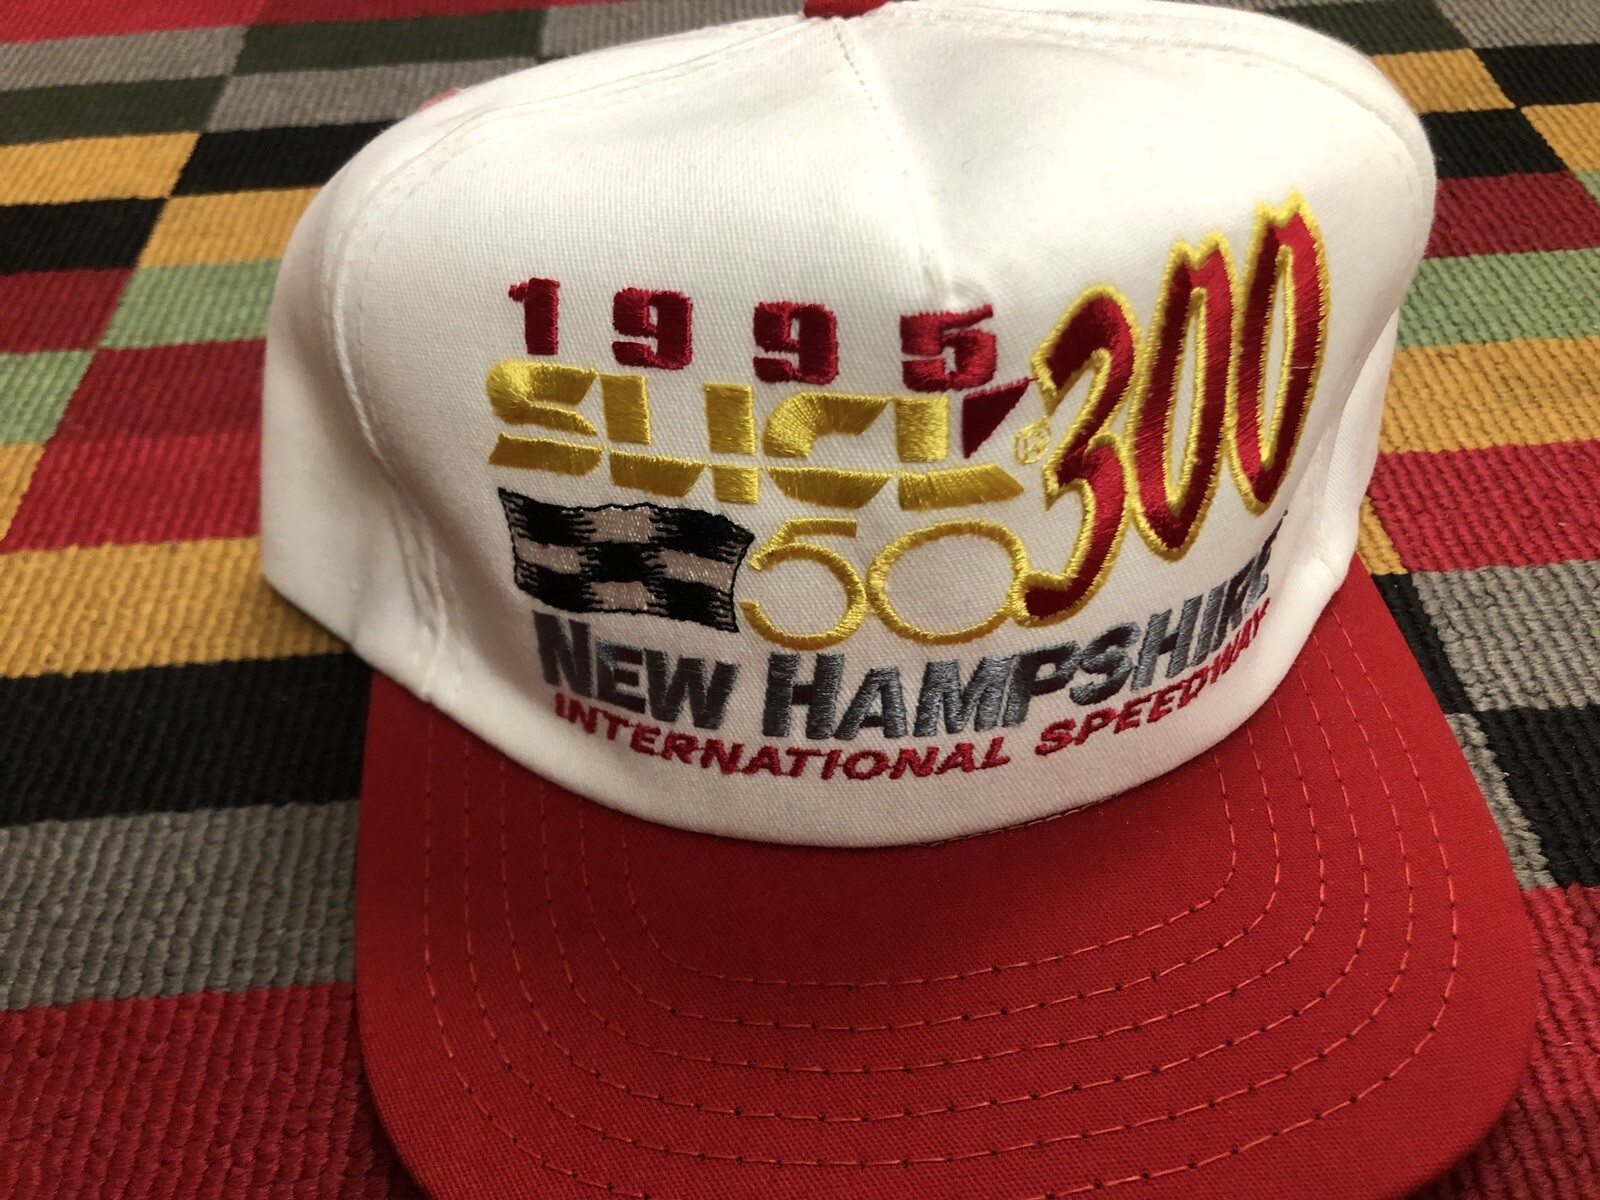 1995
SLICK® 300
50
NEW HAMPSHIRE
INTERNATIONAL SPEEDWAY